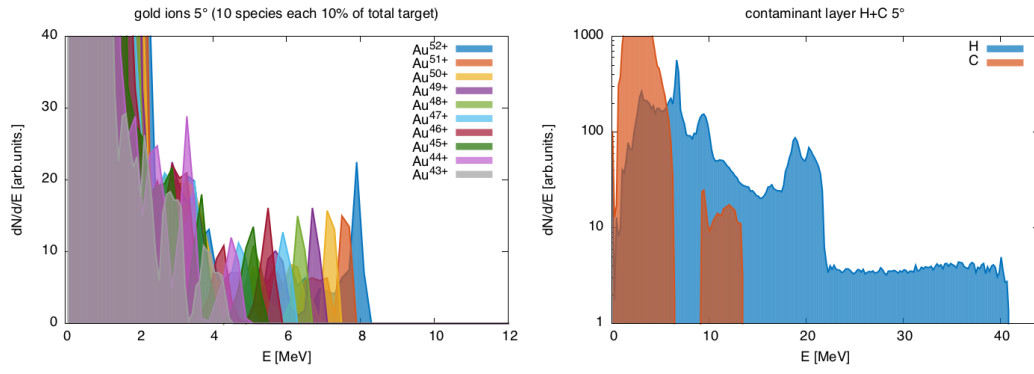 gold ions 5° (10 species each 10% of total target)
40
30
20
10
0
dN/d/E [arb.units.]
Au52+
Au51+
Au50+
Au49+
Au48+
Au47+
Au46+
Au45+
Au44+
Au43+
0 2 4 6 8 10 12
E [MeV]
contaminant layer H+C 5°
1000
100
10
1
dN/d/E [arb.units.]
H
C
0 10 20 30 40
E [MeV]